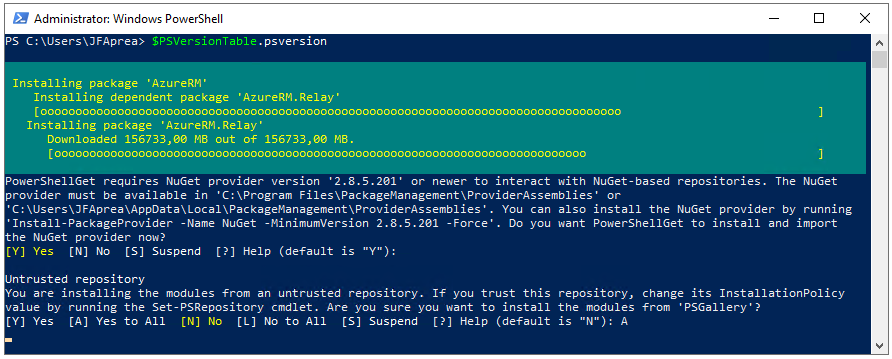 Administrator: Windows PowerShell
PS C:\Users\JFAprea> $PSVersionTable.psversion
Installing package 'AzureRM'
Installing dependent package 'AzureRM.Relay'
[ooooooooooooooooooooooooooooooooooooooooooooooooooooooooooooooooooooooooooooooooooo ]
Installing package 'AzureRM.Relay'
Downloaded 156733,00 MB out of 156733,00 MB.
[ooooooooooooooooooooooooooooooooooooooooooooooooooooooooooooooooooooooooooooo ]
PowerShellGet requires NuGet provider version '2.8.5.201' or newer to interact with NuGet-based repositories. The NuGet
provider must be available in 'C:\Program Files\PackageManagement\ProviderAssemblies' or
'C:\Users\JFAprea\AppData\Local\PackageManagement\ProviderAssemblies'. You can also install the NuGet provider by running
'Install-PackageProvider -Name NuGet -MinimumVersion 2.8.5.201 -Force'. Do you want PowerShellGet to install and import
the NuGet provider now?
[Y] Yes  [N] No  [S] Suspend  [?] Help (default is "Y"):
Untrusted repository
You are installing the modules from an untrusted repository. If you trust this repository, change its InstallationPolicy
value by running the Set-PSRepository cmdlet. Are you sure you want to install the modules from 'PSGallery'?
[Y] Yes  [A] Yes to All  [N] No  [L] No to All  [S] Suspend  [?] Help (default is "N"): A